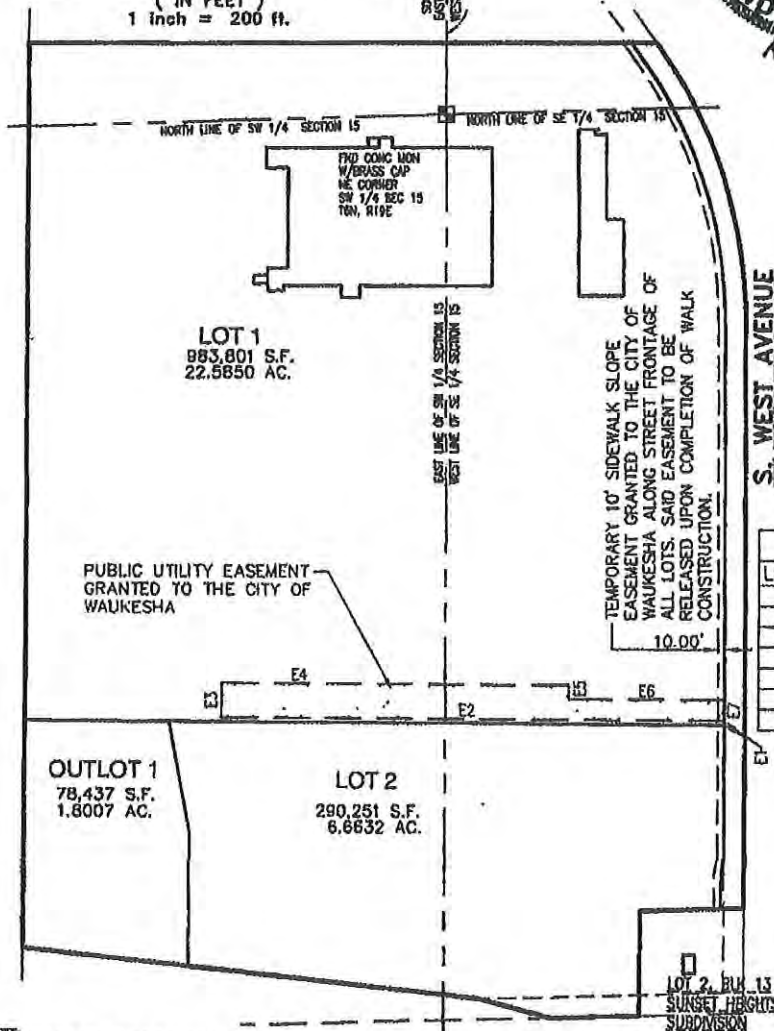 ( IN FEET )
1 inch = 200 ft.
NORTH LINE OF SW 1/4 SECTION 15
NORTH LINE OF SE 1/4 SECTION 15
FND CONC MON
W/BRASS CAP
NE CORNER
SW 1/4 SEC 15
T6N, R19E
LOT 1
983,801 S.F.
22.5850 AC.
EAST LINE OF SW 1/4 SECTION 15
WEST LINE OF SE 1/4 SECTION 15
TEMPORARY 10' SIDEWALK SLOPE
EASEMENT GRANTED TO THE CITY OF
WAUKESHA ALONG STREET FRONTAGE OF
ALL LOTS. SAID EASEMENT TO BE
RELEASED UPON COMPLETION OF WALK
CONSTRUCTION.
S. WEST AVENUE
PUBLIC UTILITY EASEMENT
GRANTED TO THE CITY OF
WAUKESHA
10.00'
E3
E4
E5
E6
E2
E7
E1
OUTLOT 1
78,437 S.F.
1.8007 AC.
LOT 2
290,251 S.F.
6.6632 AC.
LOT 2, BLK 13
SUNSET HEIGHTS
SUBDIVISION